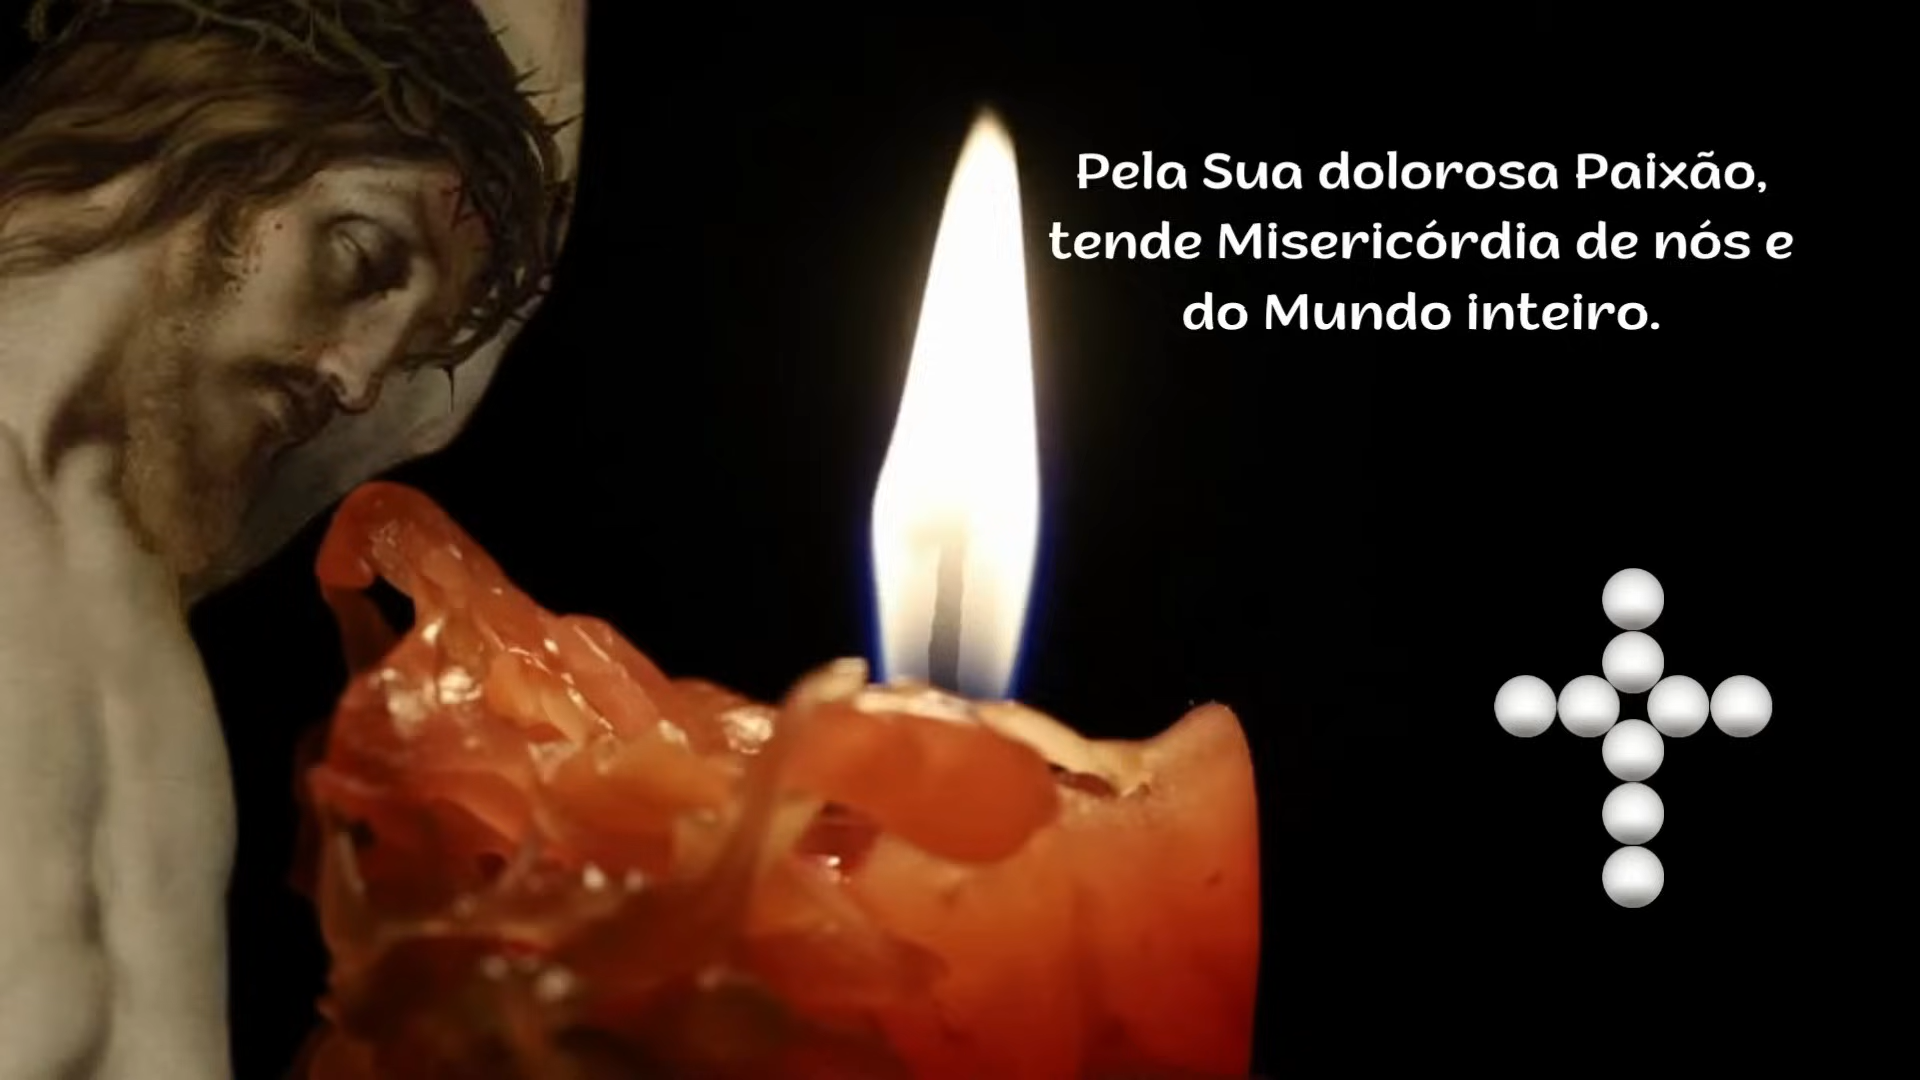 Pela Sua dolorosa Paixão,
tende Misericórdia de nós e
do Mundo inteiro.